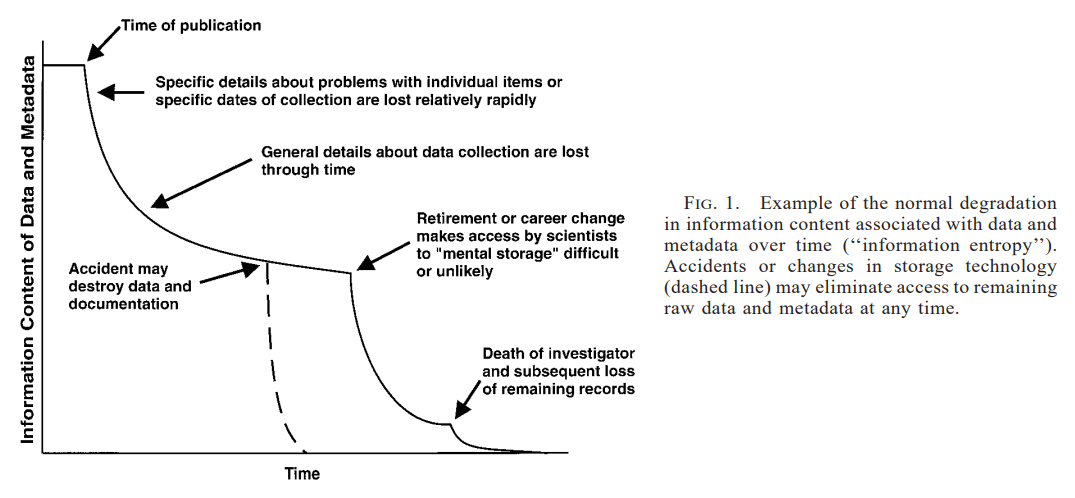 Time of publication
Specific details about problems with individual items or
specific dates of collection are lost relatively rapidly
General details about data collection are lost
through time
Retirement or career change
makes access by scientists
to "mental storage" difficult
or unlikely
Accident may
destroy data and
documentation
Death of investigator
and subsequent loss
of remaining records
Information Content of Data and Metadata
Time
FIG. 1. Example of the normal degradation
in information content associated with data and
metadata over time (‘‘information entropy’’).
Accidents or changes in storage technology
(dashed line) may eliminate access to remaining
raw data and metadata at any time.